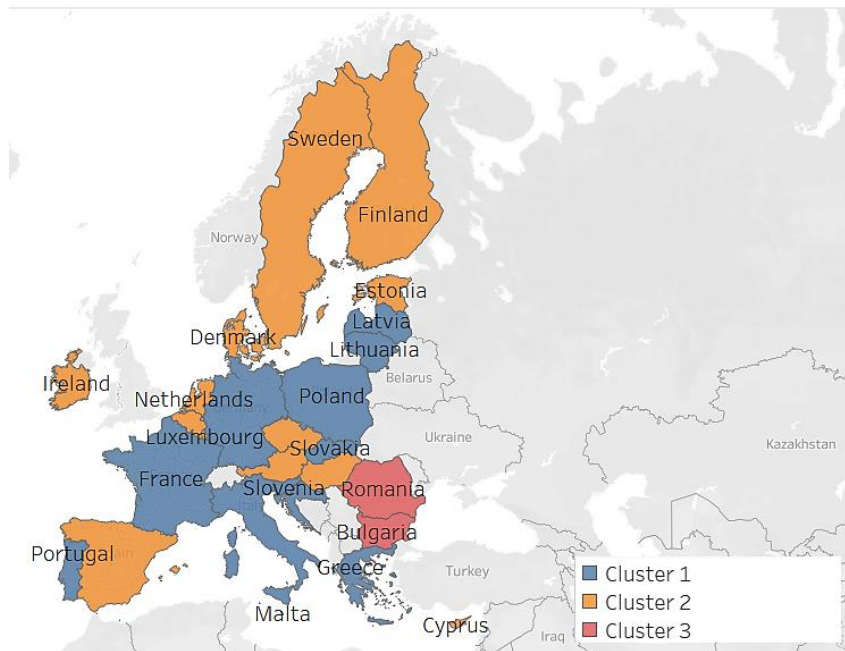 Sweden
Finland
Norway
Estonia
Latvia
Denmark
Lithuania
Belarus
Ireland
Netherlands
Poland
Luxembourg
Slovakia
Ukraine
Kazakhstan
France
Slovenia
Romania
Bulgaria
Portugal
Greece
Turkey
Malta
Cyprus
Iraq
Cluster 1
Cluster 2
Cluster 3